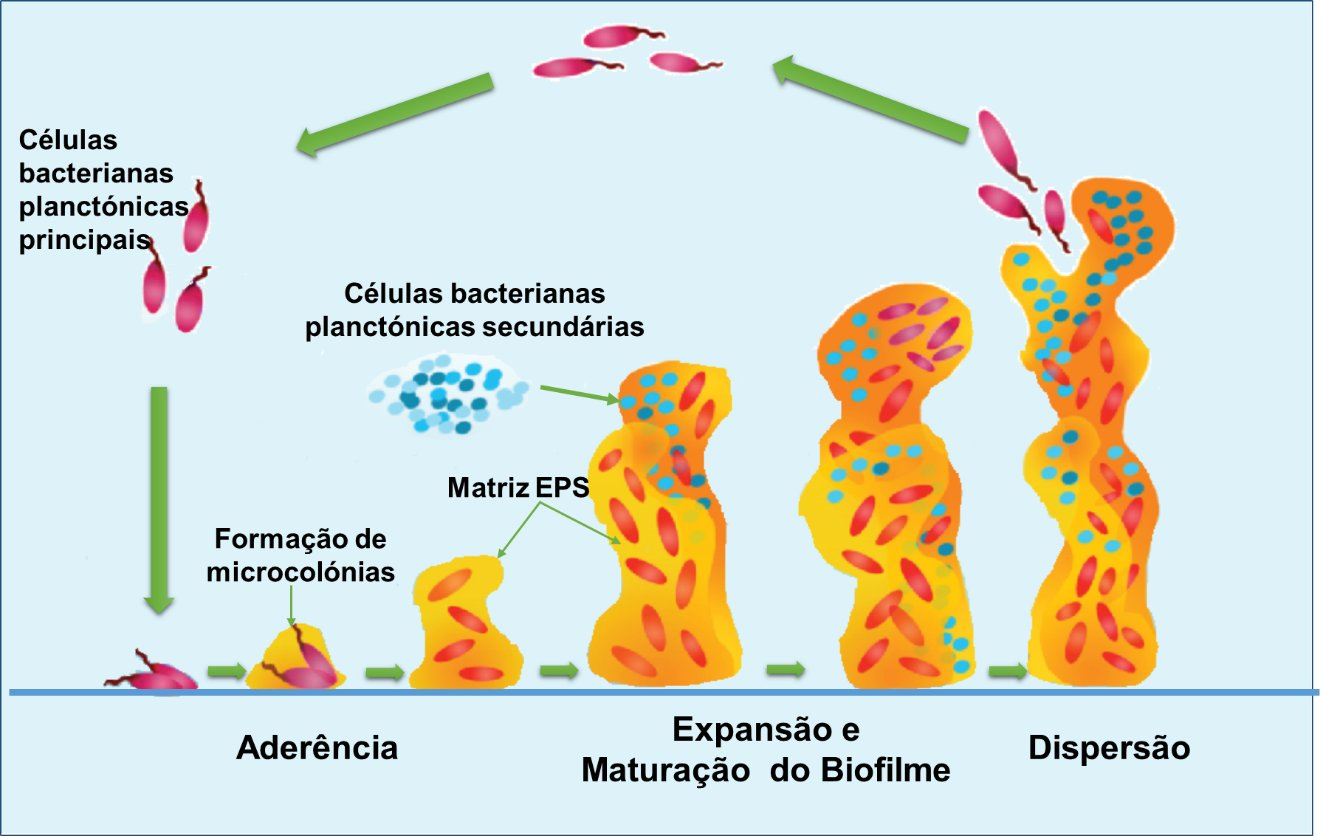 Células
bacterianas
planctónicas
principais
Células bacterianas
planctónicas secundárias
Matriz EPS
Formação de
microcolónias
Aderência
Expansão e
Maturação do Biofilme
Dispersão